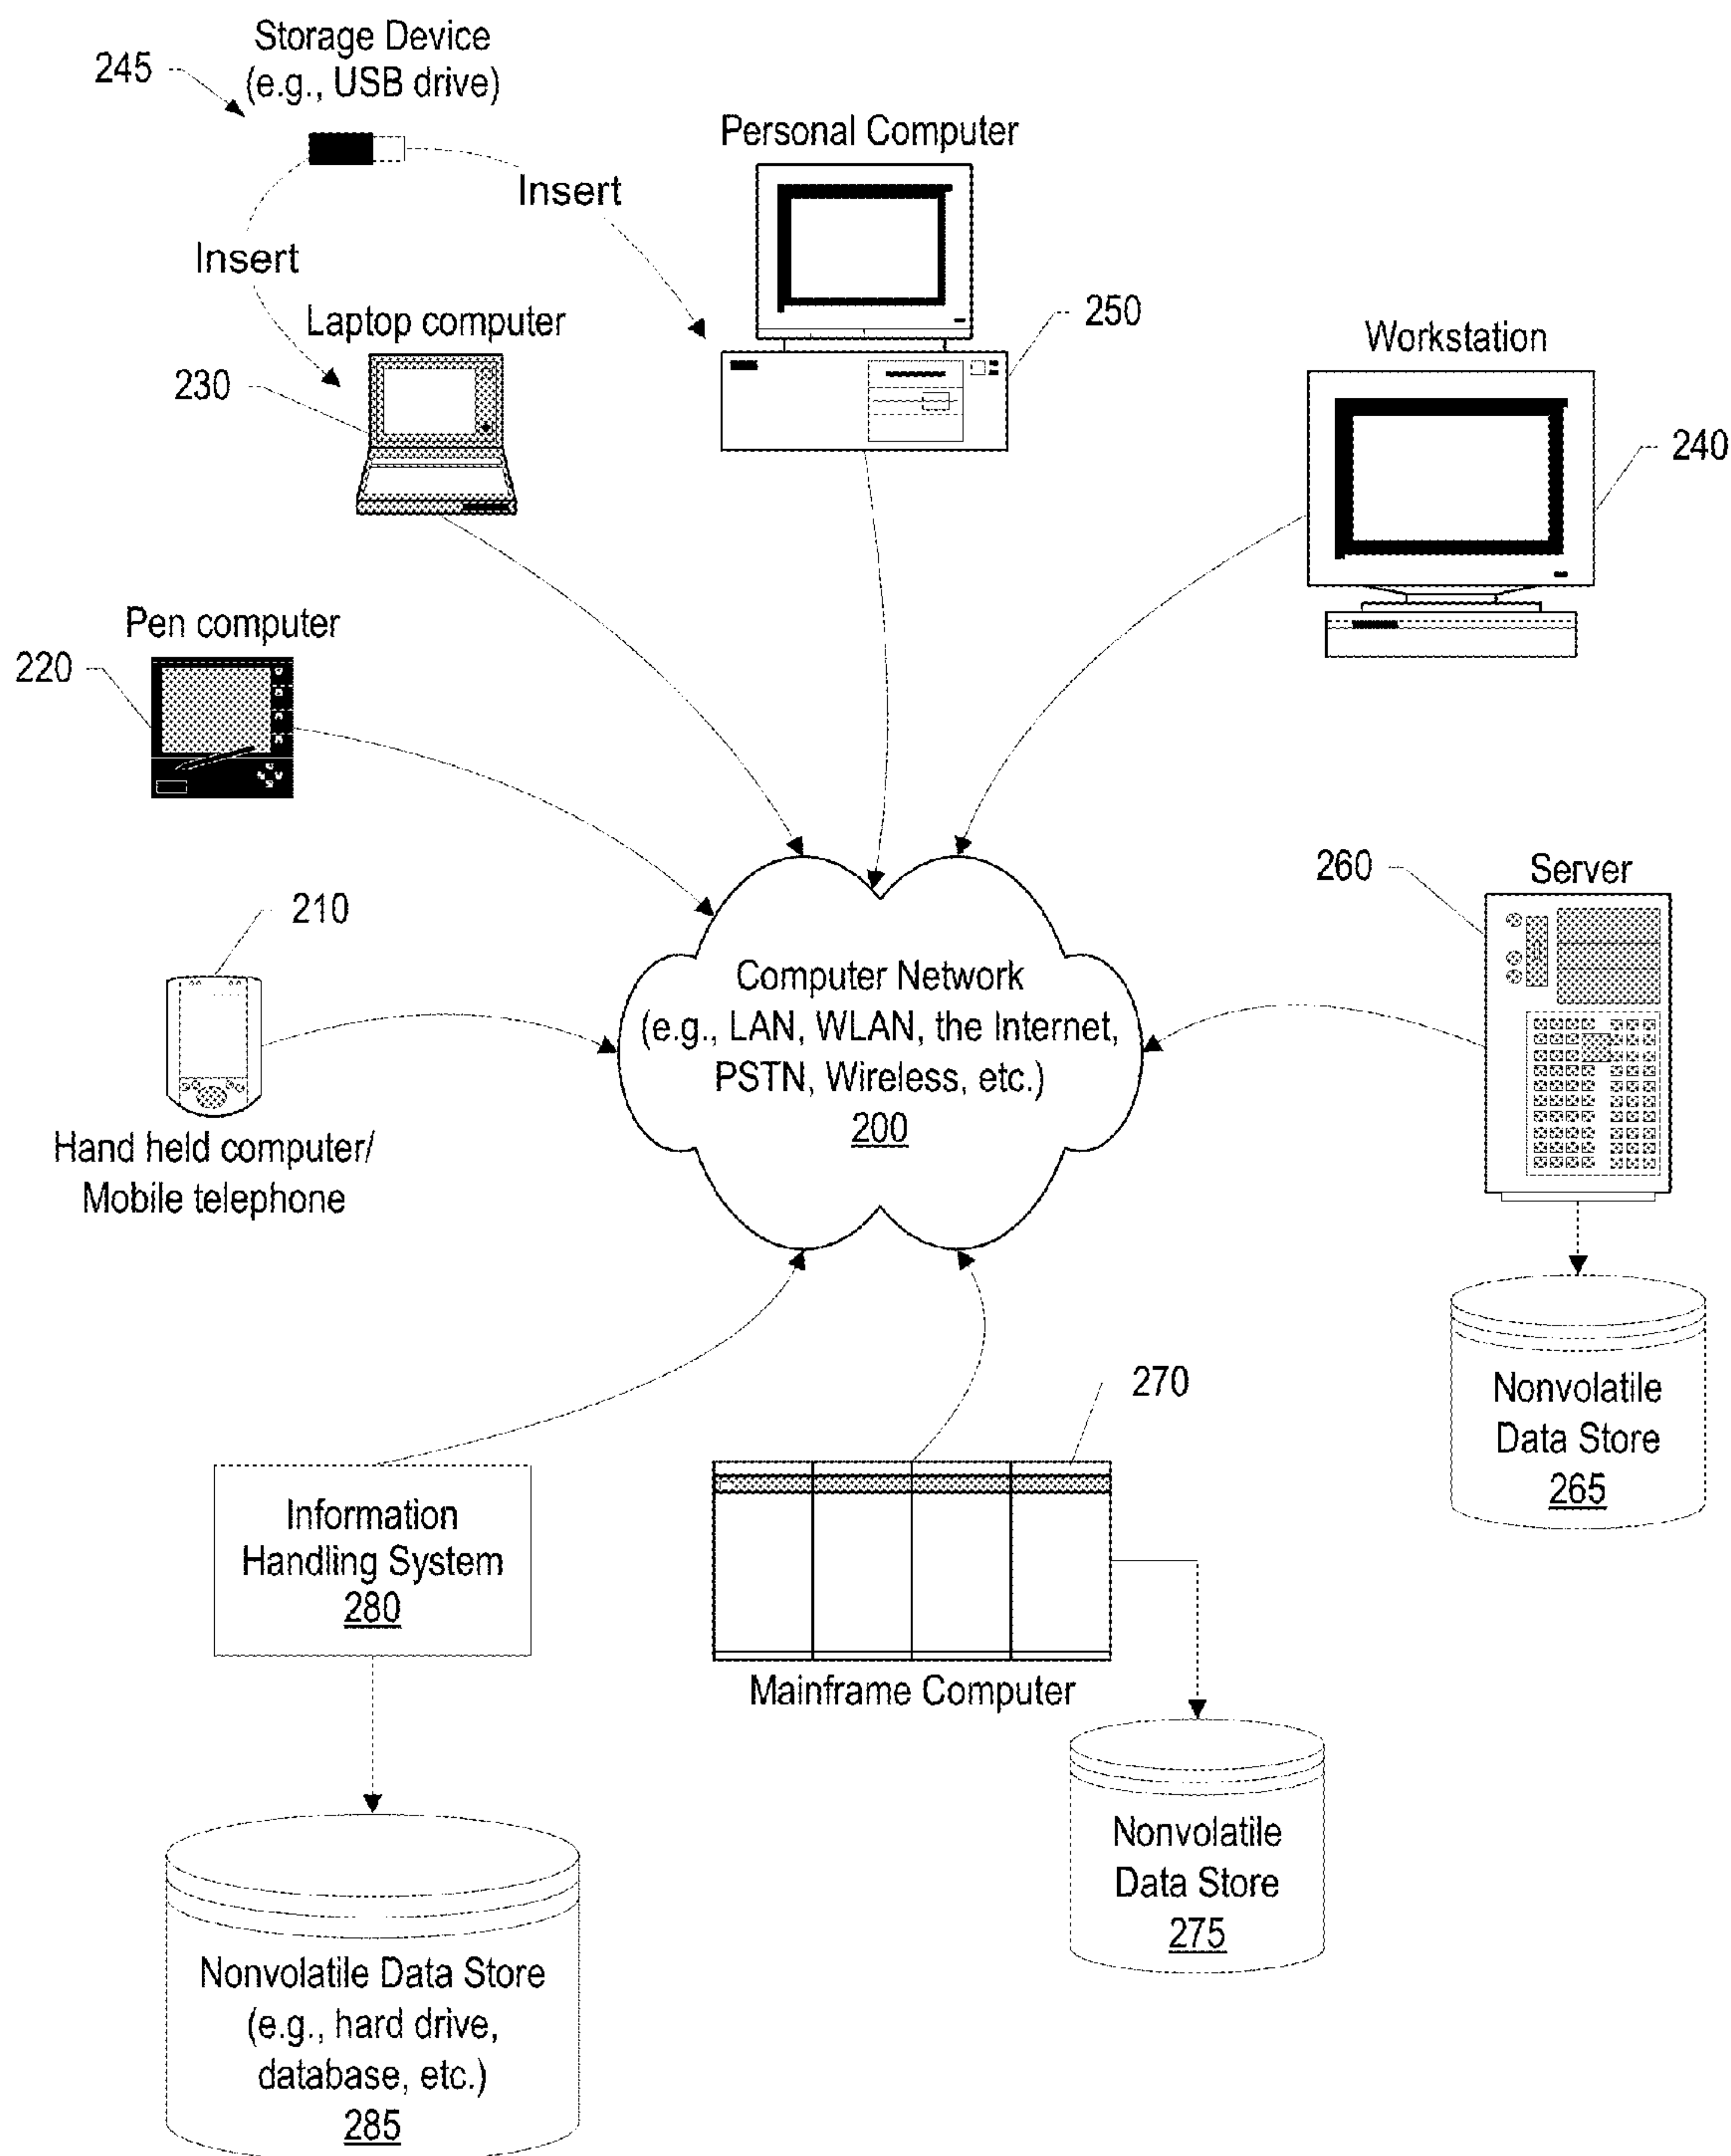 245
Storage Device
(e.g., USB drive)
Insert
Insert
Personal Computer
250
Laptop computer
230
Workstation
240
Pen computer
220
210
Hand held computer/
Mobile telephone
Computer Network
(e.g., LAN, WLAN, the Internet,
PSTN, Wireless, etc.)
200
260
Server
Nonvolatile
Data Store
265
270
Mainframe Computer
Nonvolatile
Data Store
275
Information
Handling System
280
Nonvolatile Data Store
(e.g., hard drive,
database, etc.)
285